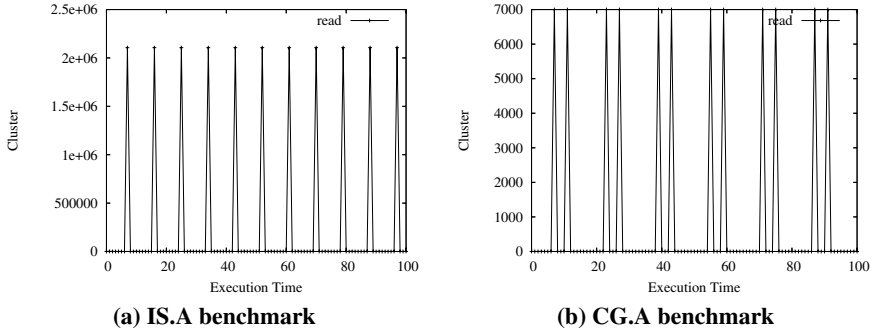 2.5e+06
2e+06
1.5e+06
1e+06
500000
0
Cluster
read
0 20 40 60 80 100
Execution Time
(a) IS.A benchmark
7000
6000
5000
4000
3000
2000
1000
0
Cluster
read
0 20 40 60 80 100
Execution Time
(b) CG.A benchmark